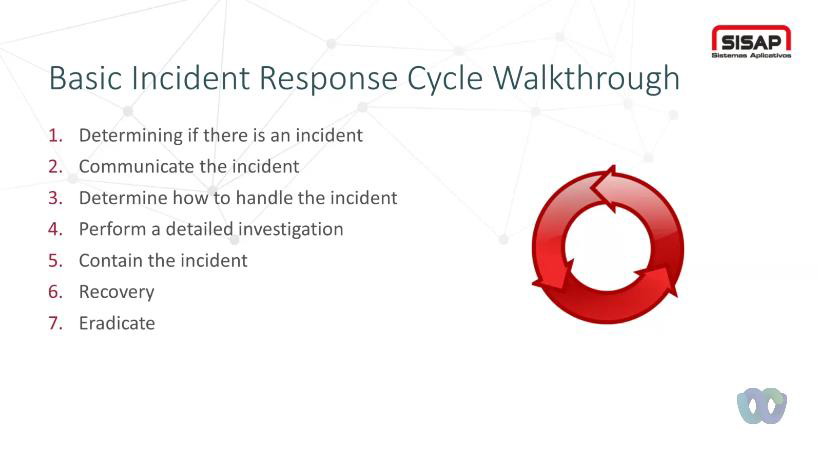 SISAP
Sistemas Aplicativos
Basic Incident Response Cycle Walkthrough
1. Determining if there is an incident
2. Communicate the incident
3. Determine how to handle the incident
4. Perform a detailed investigation
5. Contain the incident
6. Recovery
7. Eradicate